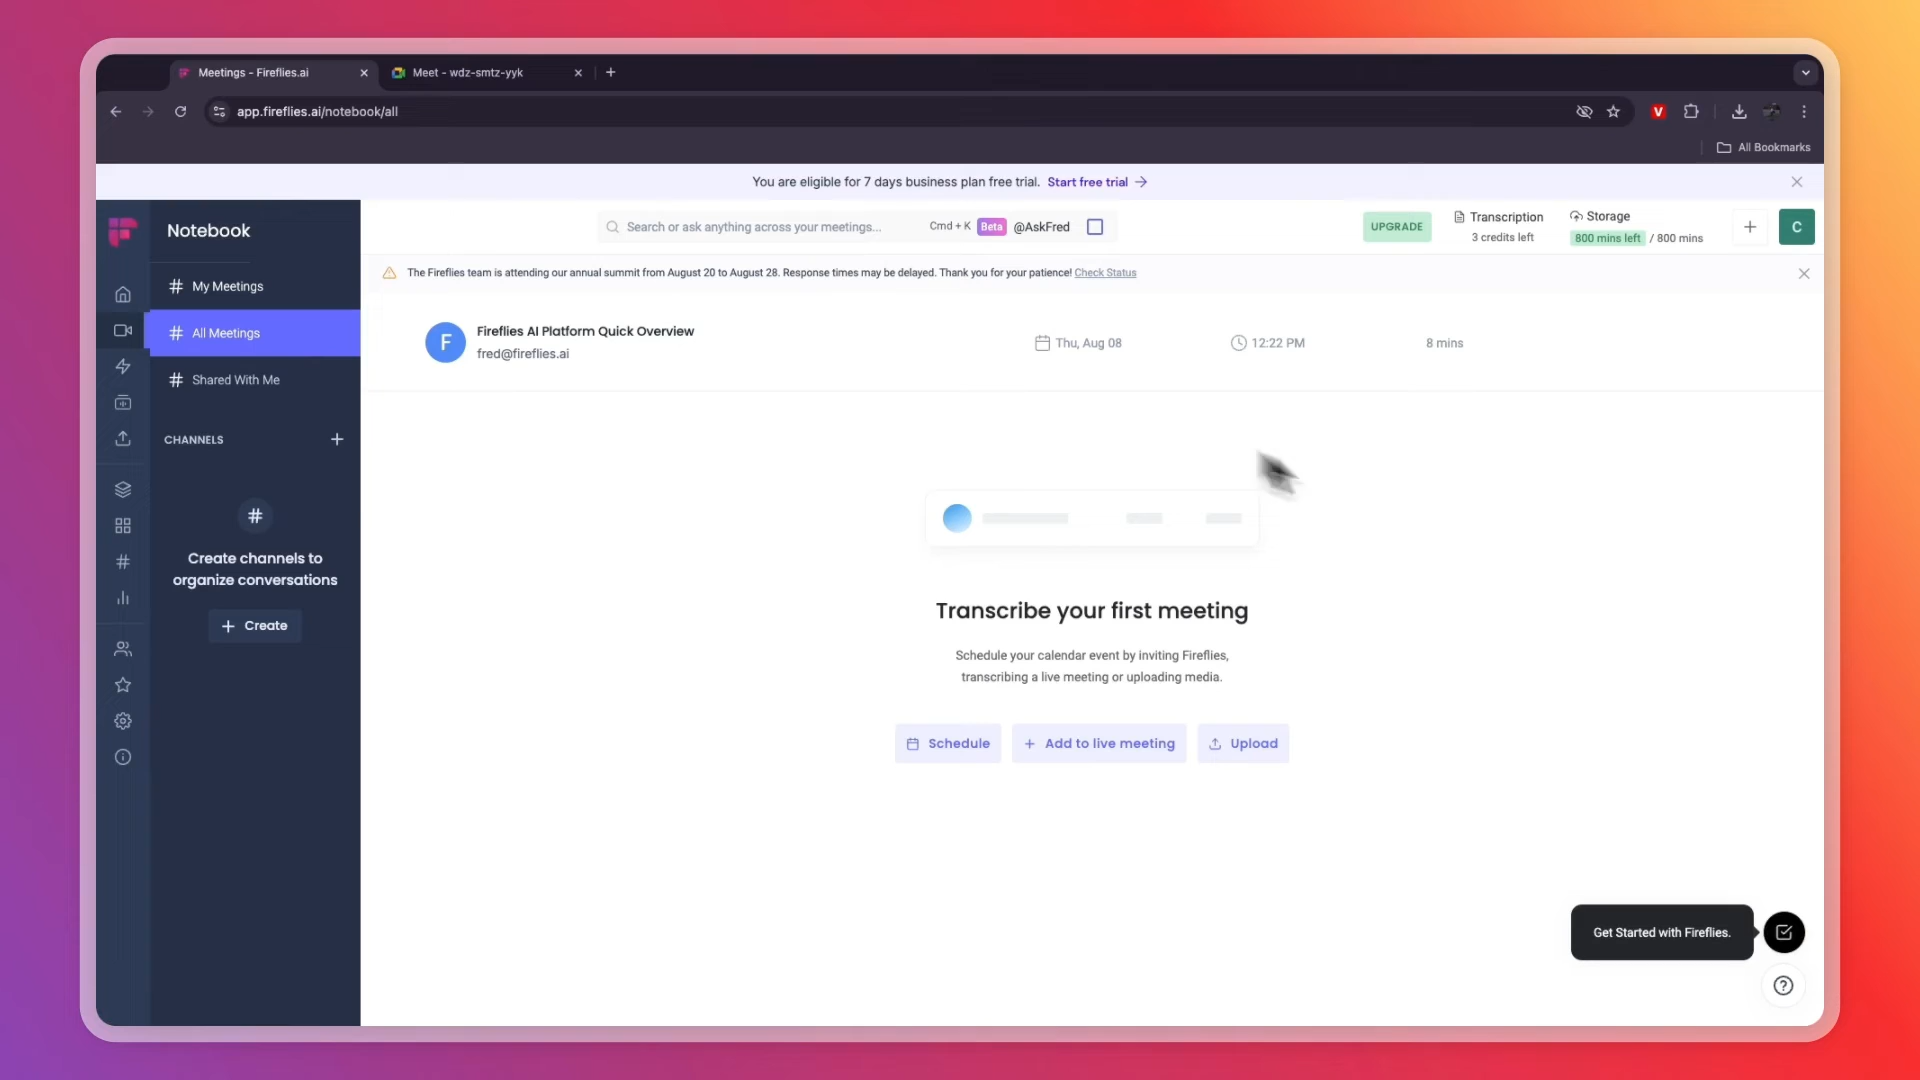 Meetings - Fireflies.ai
Meet - wdz-smtz-yyk
app.fireflies.ai/notebook/all
V
All Bookmarks
You are eligible for 7 days business plan free trial. Start free trial
Notebook
Search or ask anything across your meetings...
Cmd + K
Beta
@AskFred
UPGRADE
Transcription
3 credits left
Storage
800 mins left / 800 mins
C
The Fireflies team is attending our annual summit from August 20 to August 28. Response times may be delayed. Thank you for your patience! Check Status
# My Meetings
# All Meetings
# Shared With Me
CHANNELS
#
Create channels to
organize conversations
Create
F
Fireflies AI Platform Quick Overview
fred@fireflies.ai
Thu, Aug 08
12:22 PM
8 mins
Transcribe your first meeting
Schedule your calendar event by inviting Fireflies,
transcribing a live meeting or uploading media.
Schedule
Add to live meeting
Upload
Get Started with Fireflies.